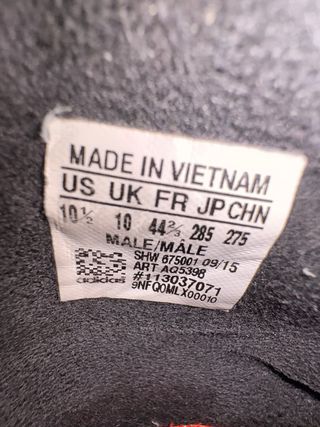 MADE IN VIETNAM
US UK FR JP CHN
10½ 10 44⅔ 285 275
MALE/MALE
SHW 675001 09/15
ART AQ5398
#113037071
adidas 9NFQ0MLX00010